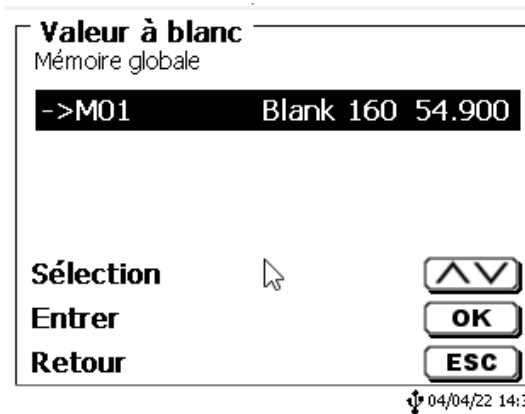 Valeur à blanc
Mémoire globale
->M01 Blank 160 54.900
Sélection
Entrer OK
Retour ESC
04/04/22